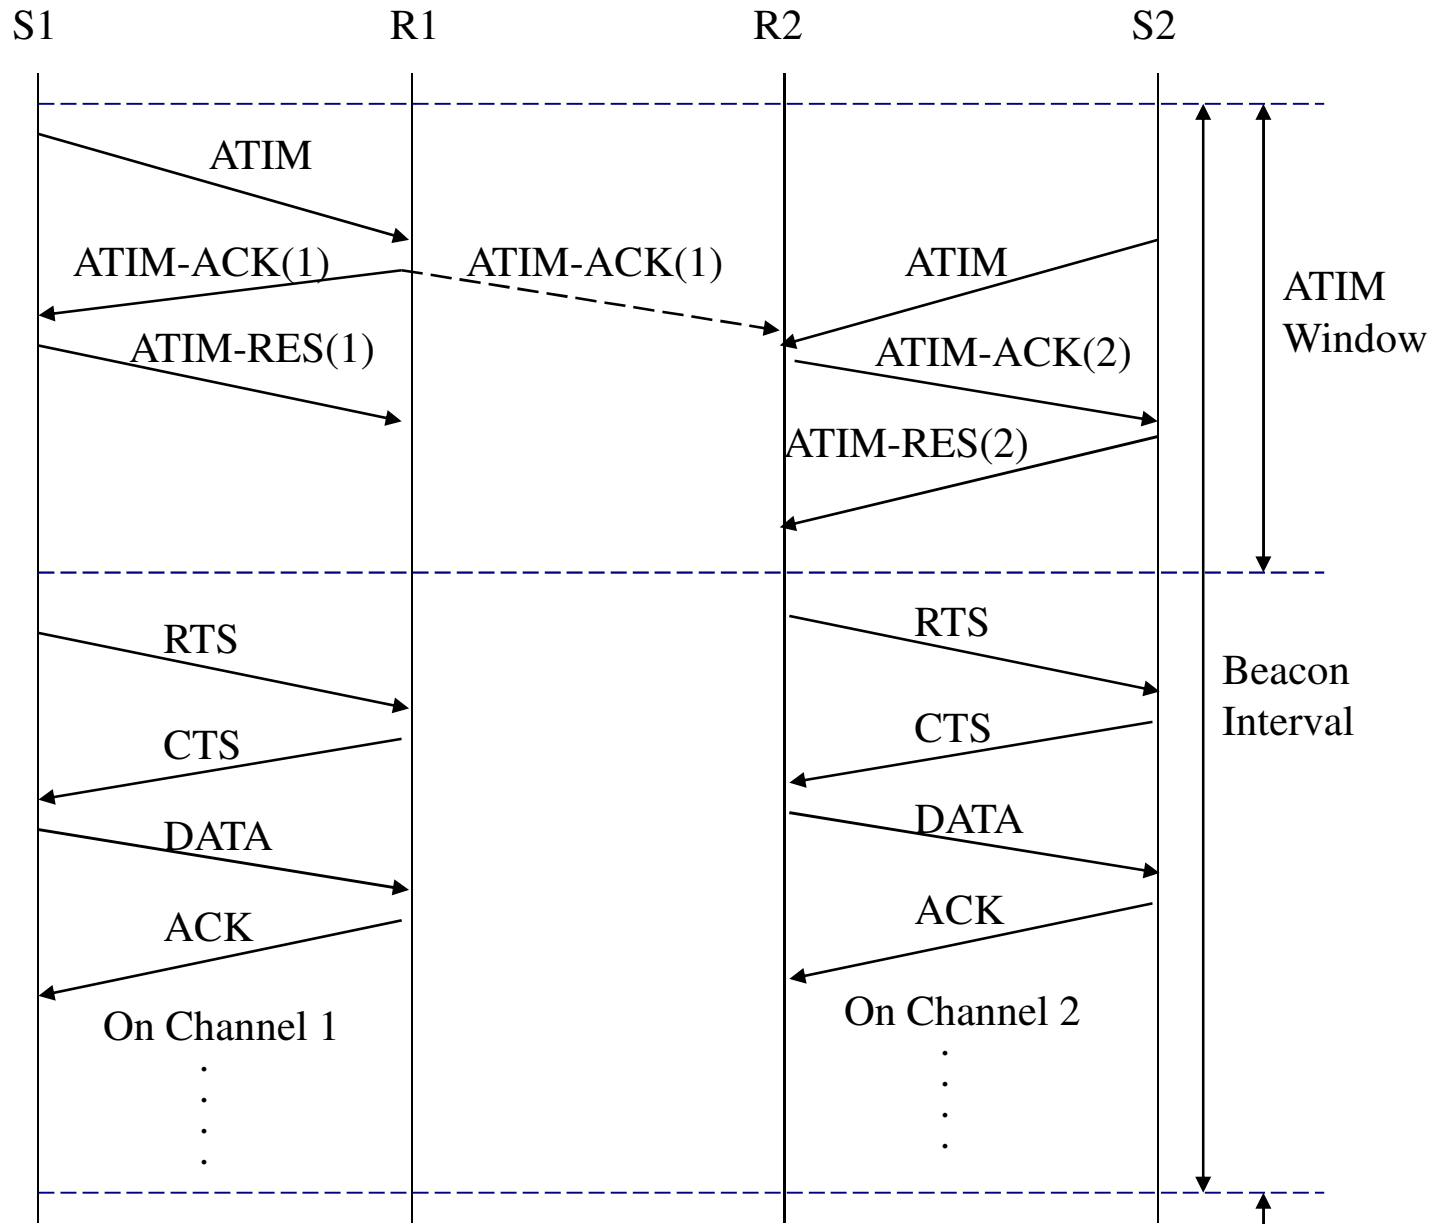 S1
R1
R2
S2
ATIM
ATIM-ACK(1)
ATIM-ACK(1)
ATIM
ATIM
Window
ATIM-RES(1)
ATIM-ACK(2)
ATIM-RES(2)
RTS
RTS
Beacon
Interval
CTS
CTS
DATA
DATA
ACK
ACK
On Channel 1
On Channel 2